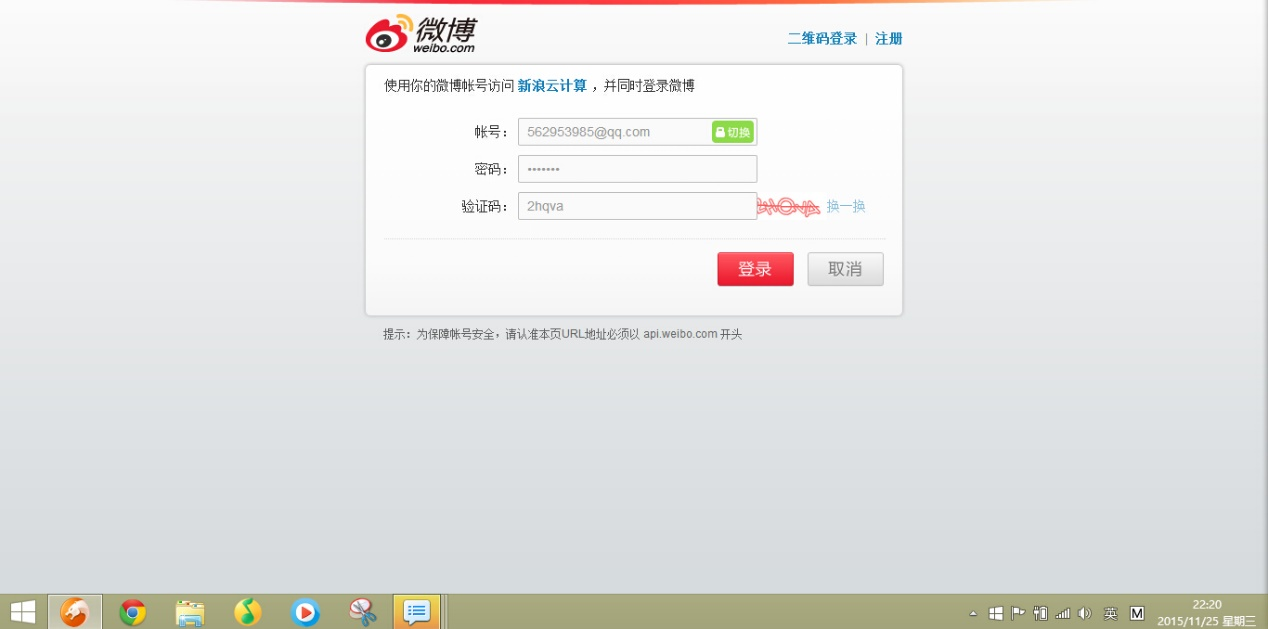 微博
weibo.com
二维码登录 | 注册
使用你的微博帐号访问 新浪云计算 ，并同时登录微博
帐号： 562953985@qq.com 切换
密码： •••••••
验证码： 2hqva 换一换
登录 取消
提示：为保障帐号安全，请认准本页URL地址必须以 api.weibo.com 开头
英 M 22:20
2015/11/25 星期三